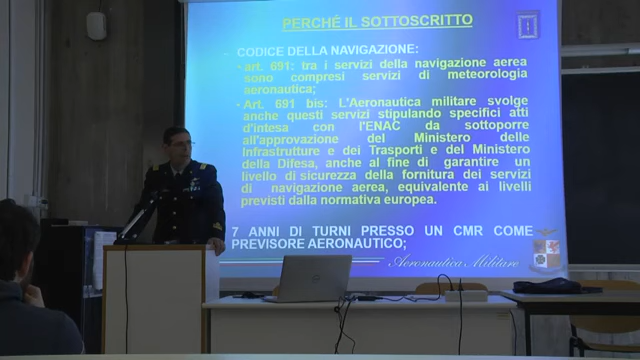 PERCHÉ IL SOTTOSCRITTO
- CODICE DELLA NAVIGAZIONE:
• art. 691: tra i servizi della navigazione aerea
sono compresi servizi di meteorologia
aeronautica;
• Art. 691 bis: L'Aeronautica militare svolge
anche questi servizi stipulando specifici atti
d'intesa con l'ENAC da sottoporre
all'approvazione del Ministero delle
Infrastrutture e dei Trasporti e del Ministero
della Difesa, anche al fine di garantire un
livello di sicurezza della fornitura dei servizi
di navigazione aerea, equivalente ai livelli
previsti dalla normativa europea.
7 ANNI DI TURNI PRESSO UN CMR COME
PREVISORE AERONAUTICO;
Aeronautica Militare